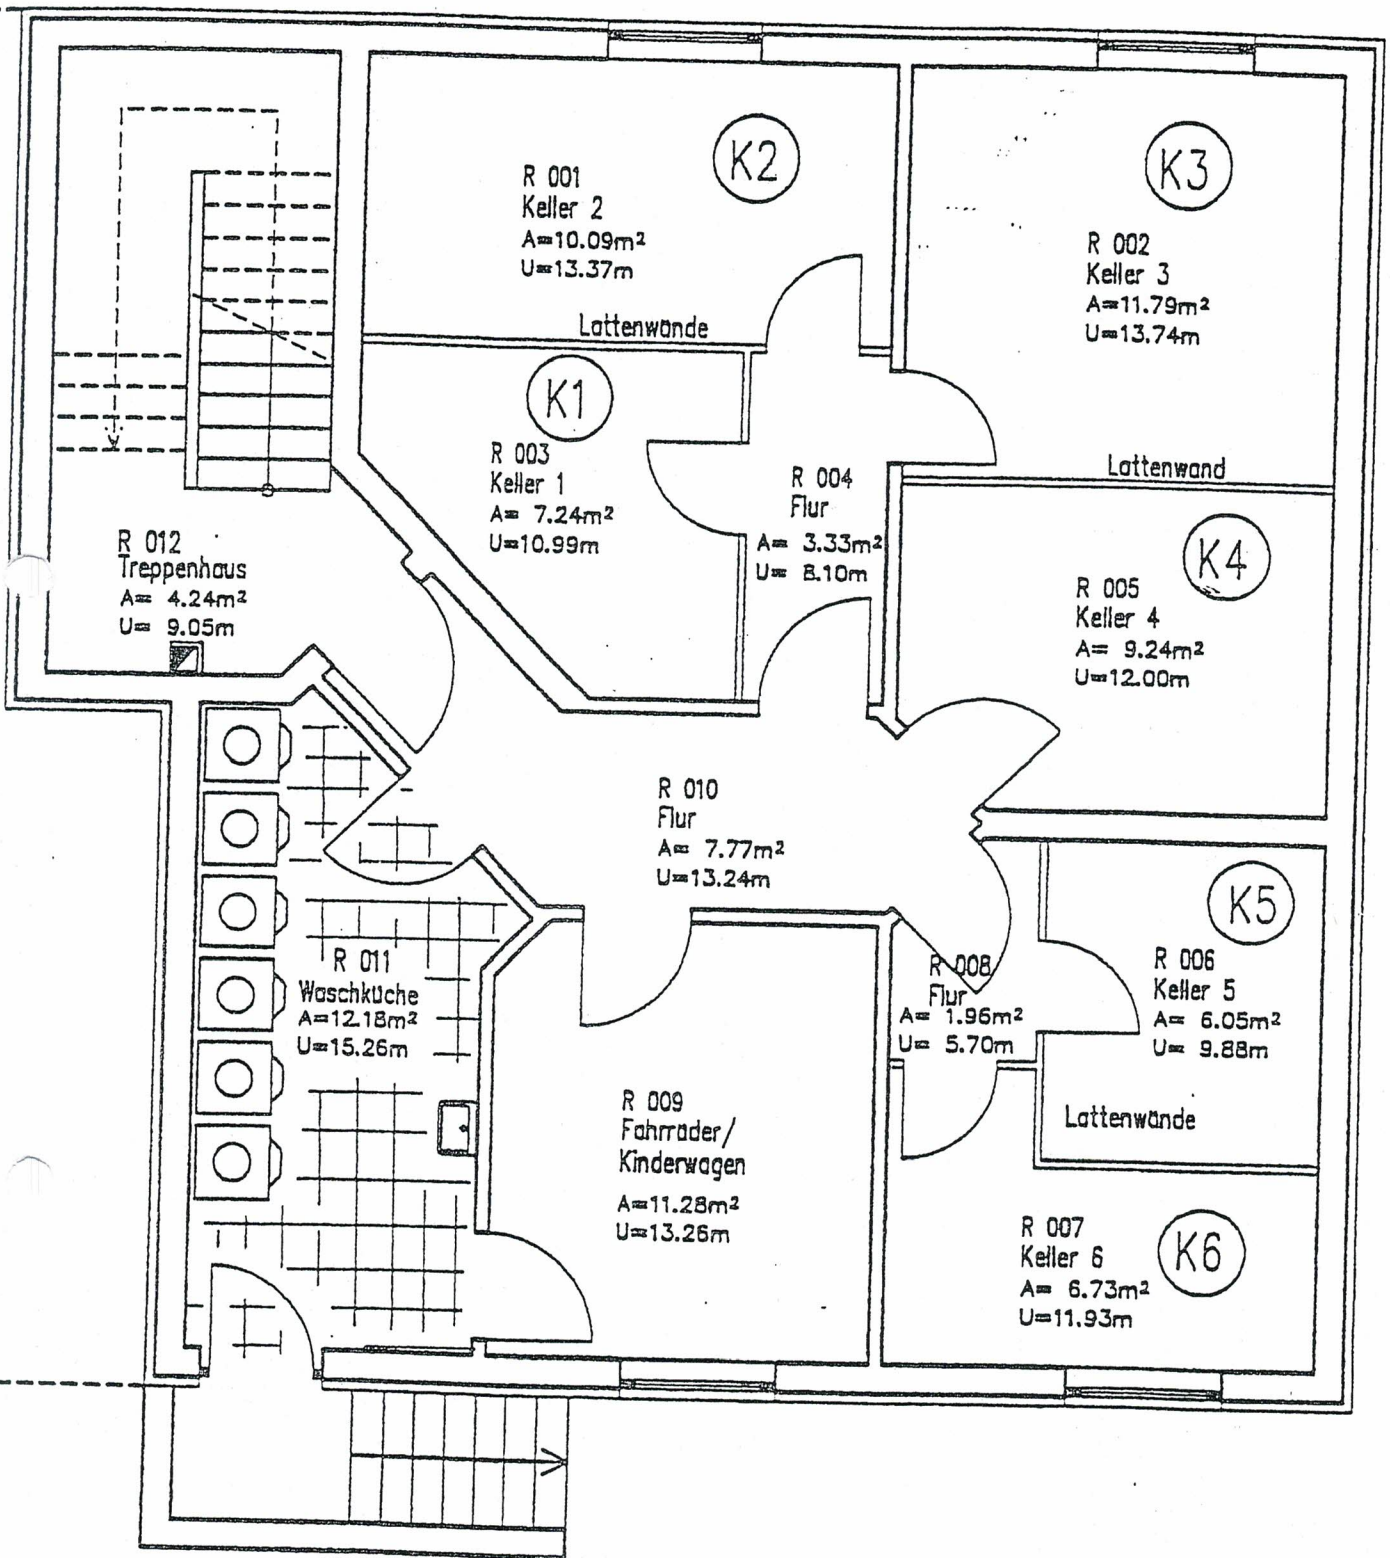 K2
R 001
Keller 2
A=10.09m²
U=13.37m
Lattenwände
K3
R 002
Keller 3
A=11.79m²
U=13.74m
Lattenwand
K1
R 003
Keller 1
A= 7.24m²
U=10.99m
R 004
Flur
A= 3.33m²
U= 8.10m
R 012
Treppenhaus
A= 4.24m²
U= 9.05m
K4
R 005
Keller 4
A= 9.24m²
U=12.00m
R 010
Flur
A= 7.77m²
U=13.24m
K5
R 006
Keller 5
A= 6.05m²
U= 9.88m
Lattenwände
R 008
Flur
A= 1.96m²
U= 5.70m
R 011
Waschküche
A=12.18m²
U=15.26m
R 009
Fahrräder/
Kinderwagen
A=11.28m²
U=13.26m
R 007
Keller 6
A= 6.73m²
U=11.93m
K6